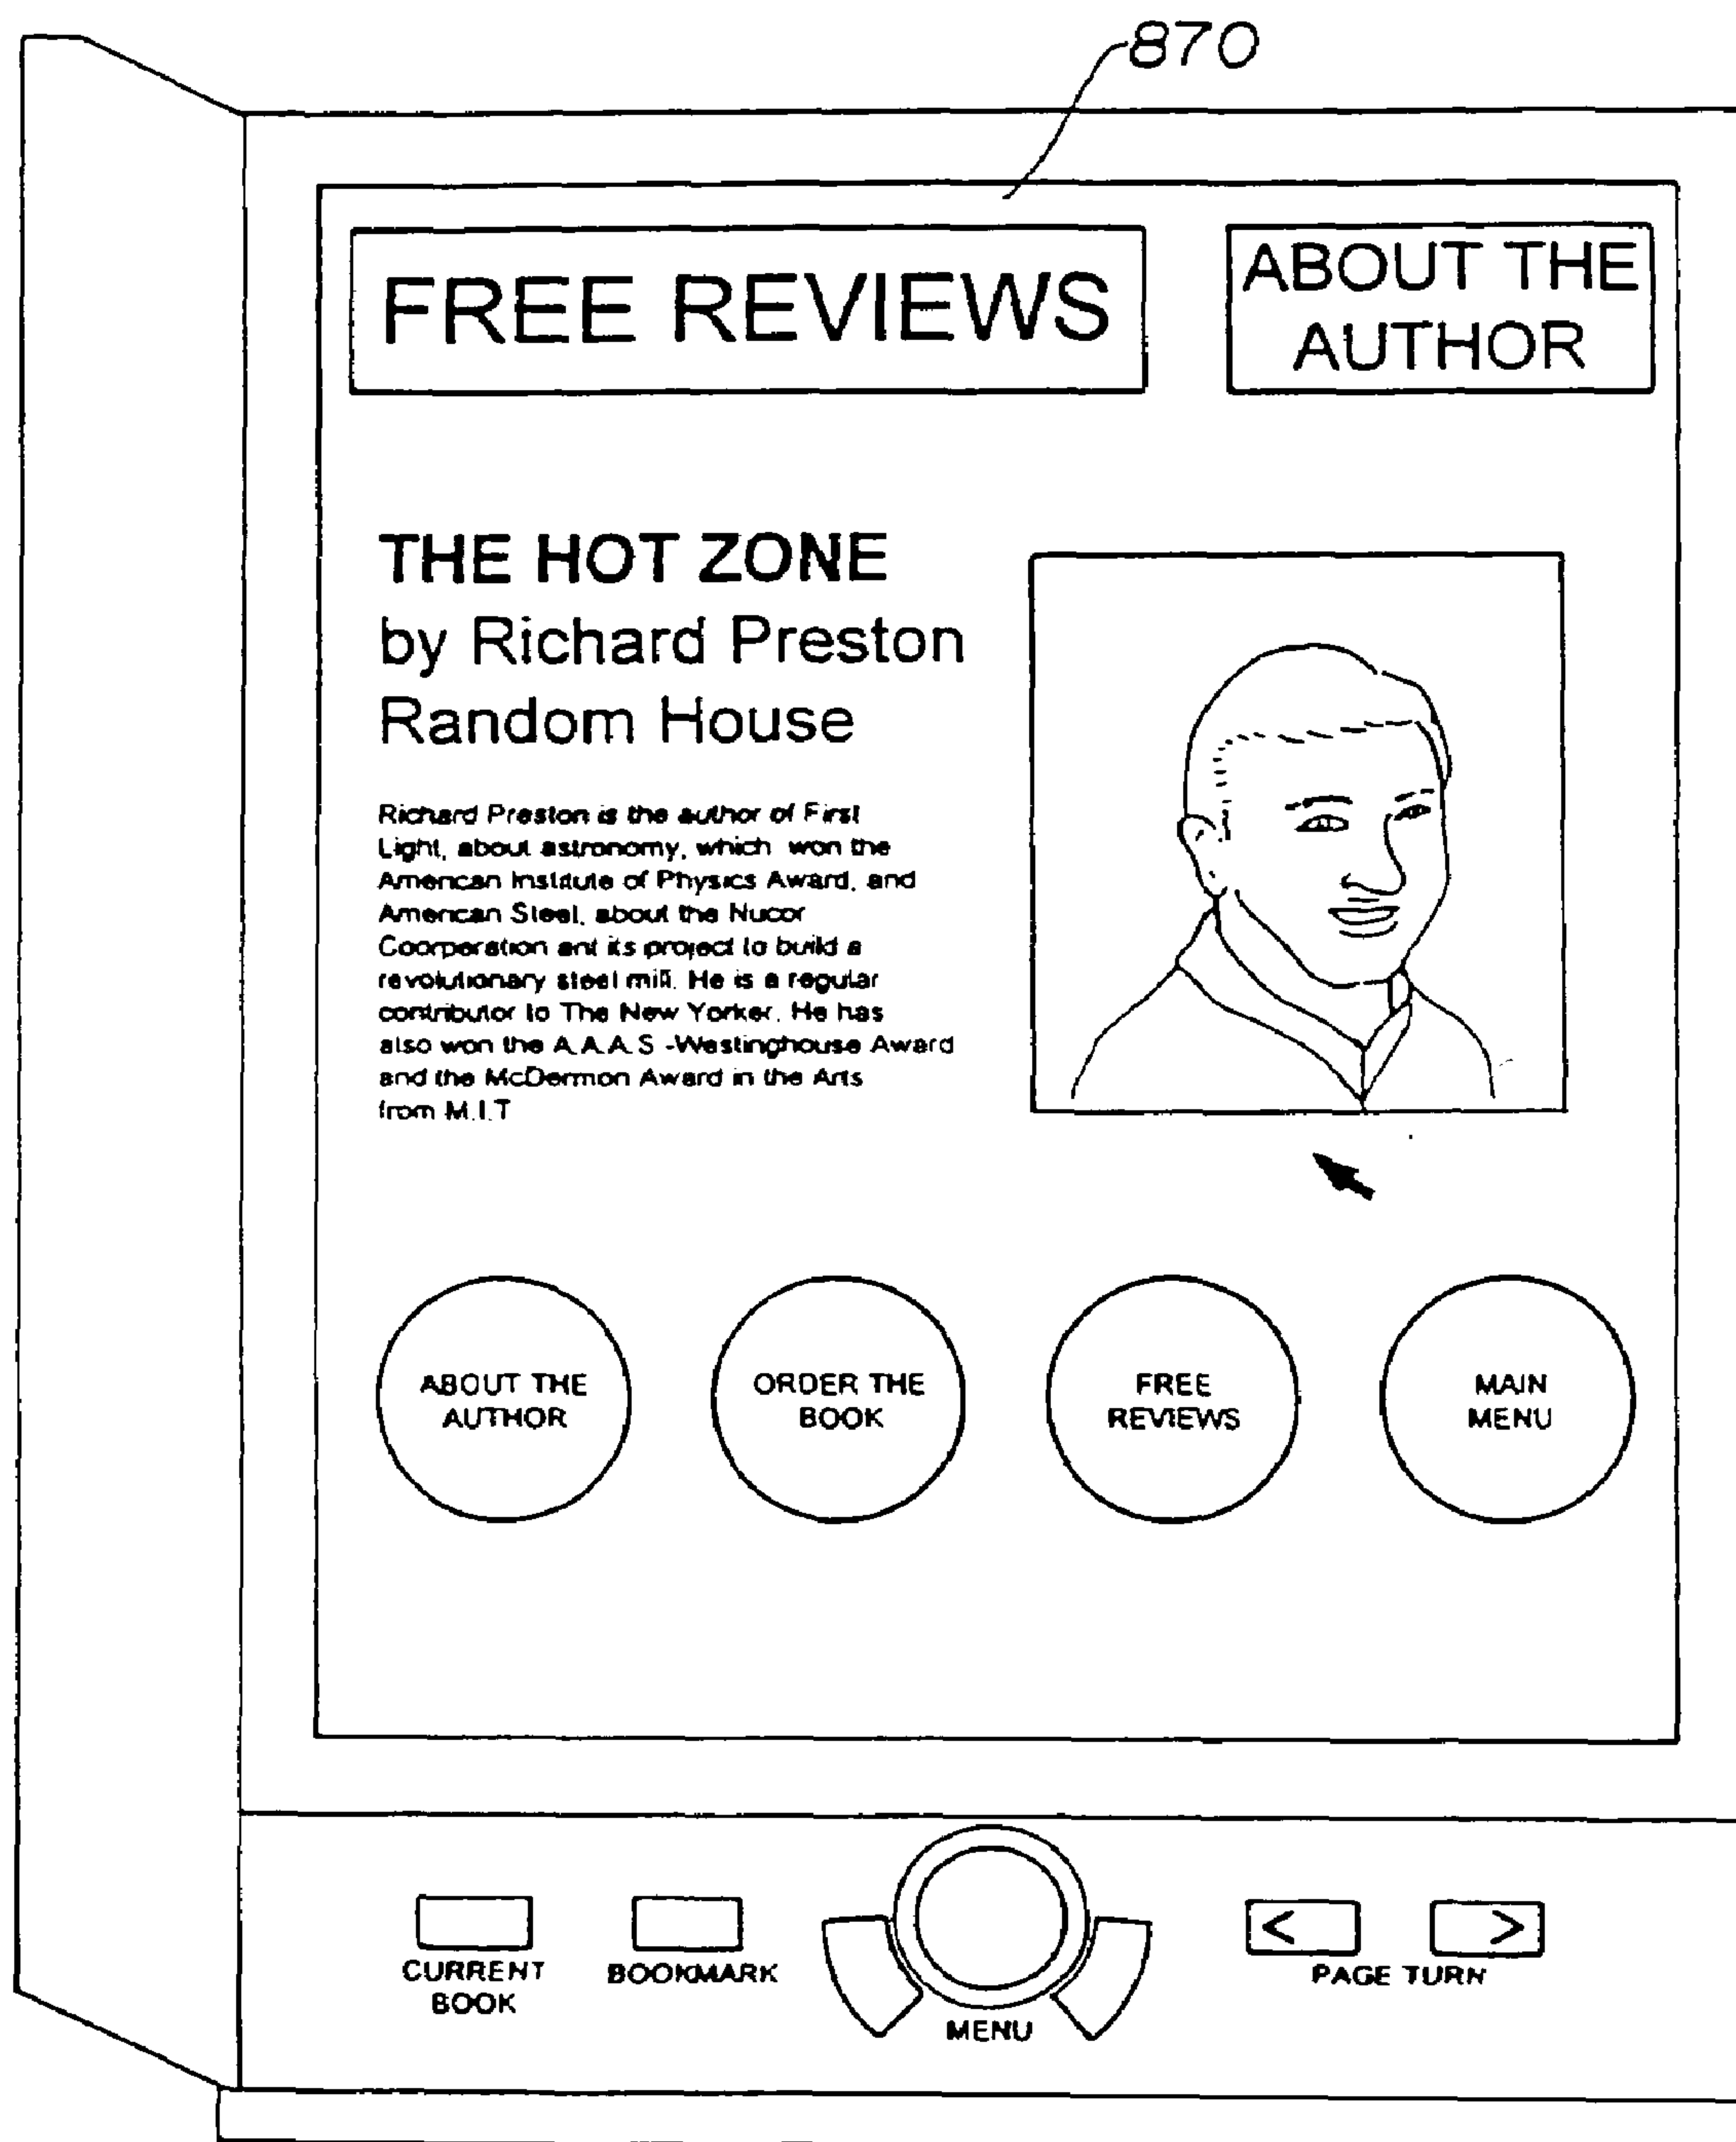 870
FREE REVIEWS
ABOUT THE
AUTHOR
THE HOT ZONE
by Richard Preston
Random House
Richard Preston is the author of First
Light, about astronomy, which won the
American Institute of Physics Award, and
American Steel, about the Nucor
Coorperation ant its project to build a
revolutionary steel mill. He is a regular
contributor to The New Yorker. He has
also won the A.A.A.S -Westinghouse Award
and the McDermon Award in the Arts
from M.I.T
ABOUT THE
AUTHOR
ORDER THE
BOOK
FREE
REVIEWS
MAIN
MENU
CURRENT
BOOK
BOOKMARK
MENU
< >
PAGE TURN